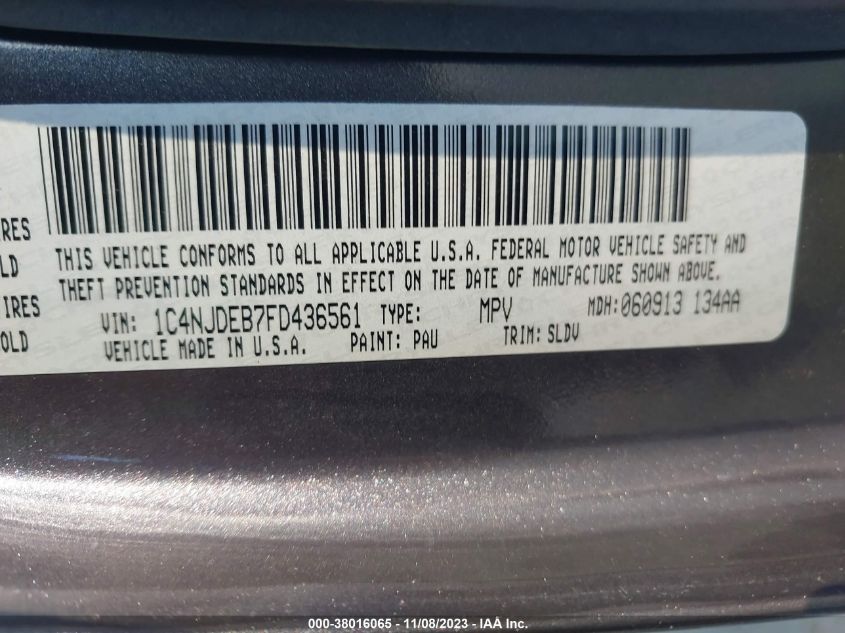 THIS VEHICLE CONFORMS TO ALL APPLICABLE U.S.A. FEDERAL MOTOR VEHICLE SAFETY AND
THEFT PREVENTION STANDARDS IN EFFECT ON THE DATE OF MANUFACTURE SHOWN ABOVE.
VIN: 1C4NJDEB7FD436561 TYPE: MPV MDH:060913 134AA
VEHICLE MADE IN U.S.A. PAINT: PAU TRIM: SLDV
IRES
OLD
000-38016065 - 11/08/2023 - IAA Inc.